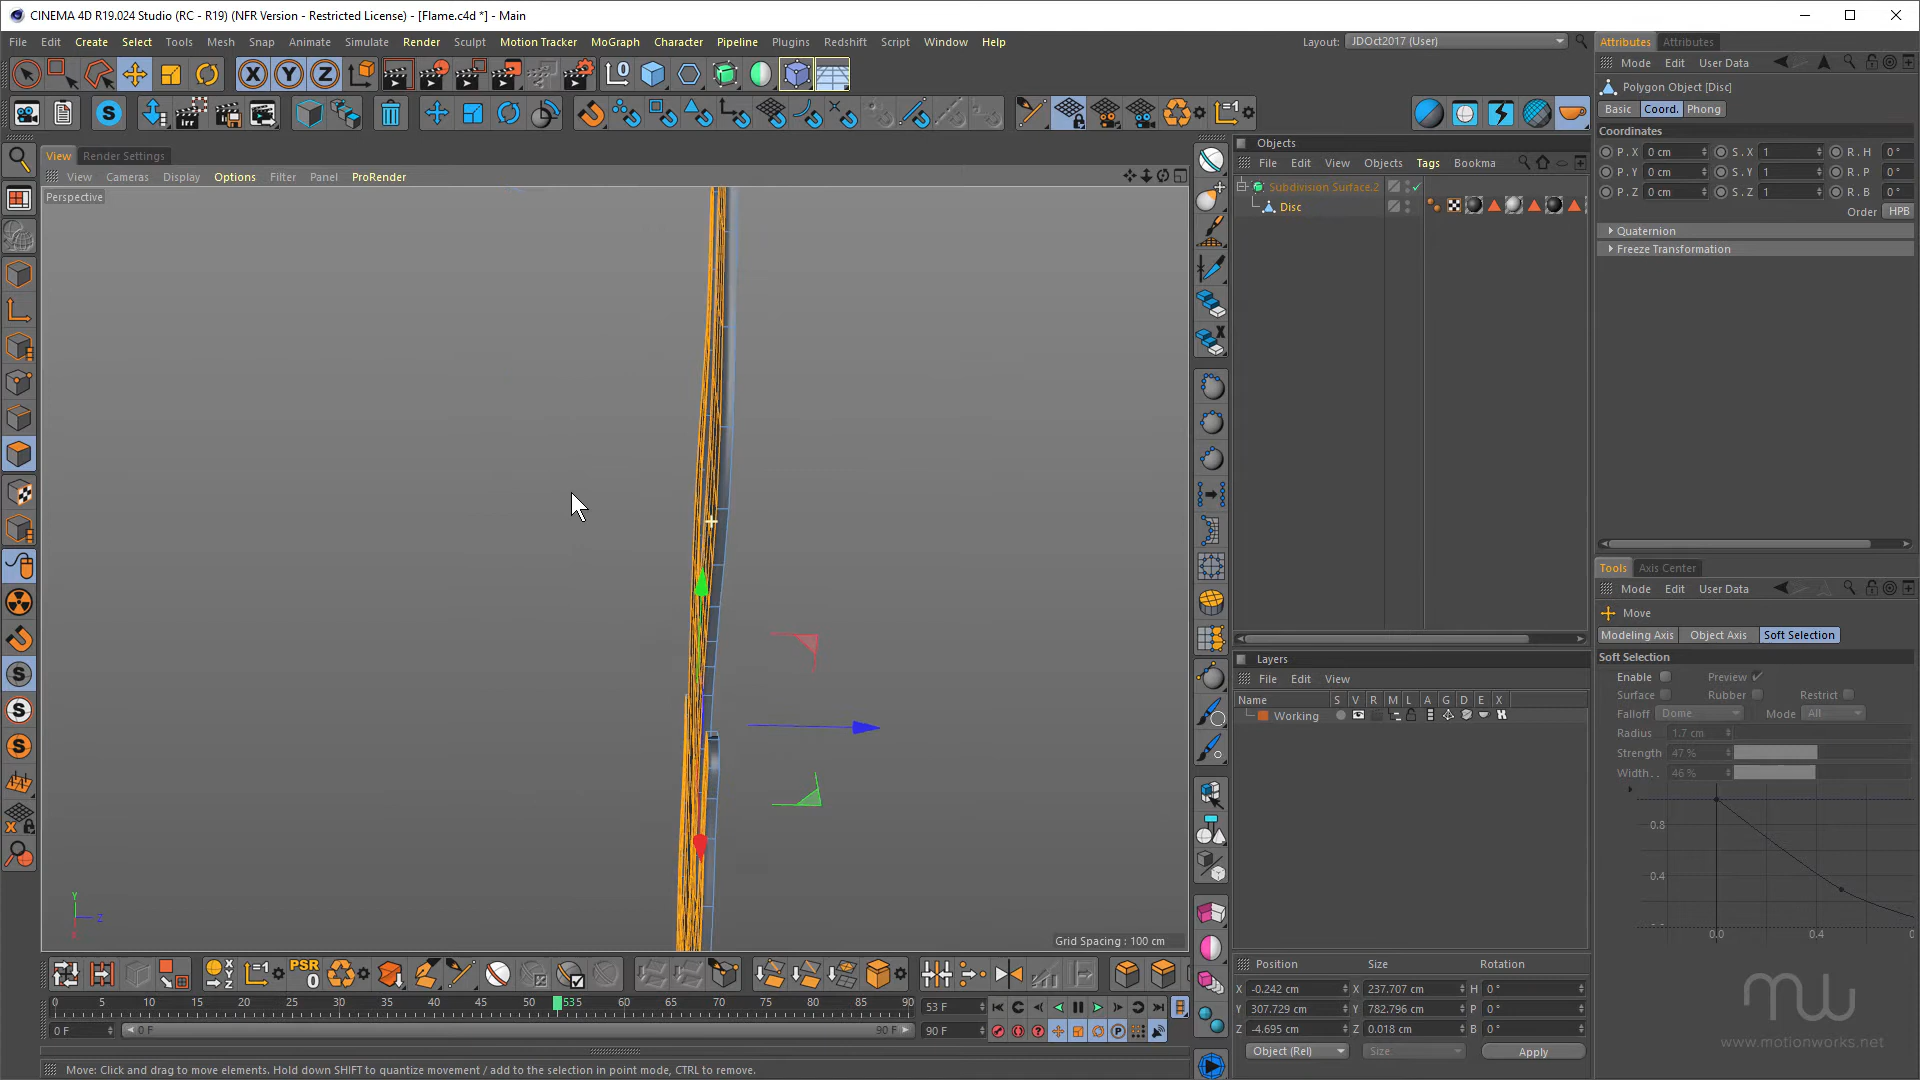 CINEMA 4D R19.024 Studio (RC - R19) (NFR Version - Restricted License) - [Flame.c4d *] - Main
File Edit Create Select Tools Mesh Snap Animate Simulate Render Sculpt Motion Tracker MoGraph Character Pipeline Plugins Redshift Script Window Help
Layout: JDOct2017 (User)
Attributes Attributes
Mode Edit User Data
Polygon Object [Disc]
Basic Coord. Phong
Coordinates
P . X 0 cm S . X 1 R . H 0 °
P . Y 0 cm S . Y 1 R . P 0 °
P . Z 0 cm S . Z 1 R . B 0 °
Order HPB
Quaternion
Freeze Transformation
View Render Settings
View Cameras Display Options Filter Panel ProRender
Perspective
Objects
File Edit View Objects Tags Bookma
Subdivision Surface.2
Disc
Grid Spacing : 100 cm
Layers
File Edit View
Name S V R M L A G D E X
Working
Tools Axis Center
Mode Edit User Data
Move
Modeling Axis Object Axis Soft Selection
Soft Selection
Enable Preview
Surface Rubber Restrict
Falloff Dome Mode All
Radius 1.7 cm
Strength 47 %
Width . . 46 %
0.8
0.4
0.0 0.4
PSR
0
0 5 10 15 20 25 30 35 40 45 50 535 60 65 70 75 80 85 90
53 F
0 F 0 F 90 F 90 F
Position Size Rotation
X -0.242 cm X 237.707 cm H 0 °
Y 307.729 cm Y 782.796 cm P 0 °
Z -4.695 cm Z 0.018 cm B 0 °
Object (Rel) Size Apply
mw
www.motionworks.net
Move: Click and drag to move elements. Hold down SHIFT to quantize movement / add to the selection in point mode, CTRL to remove.